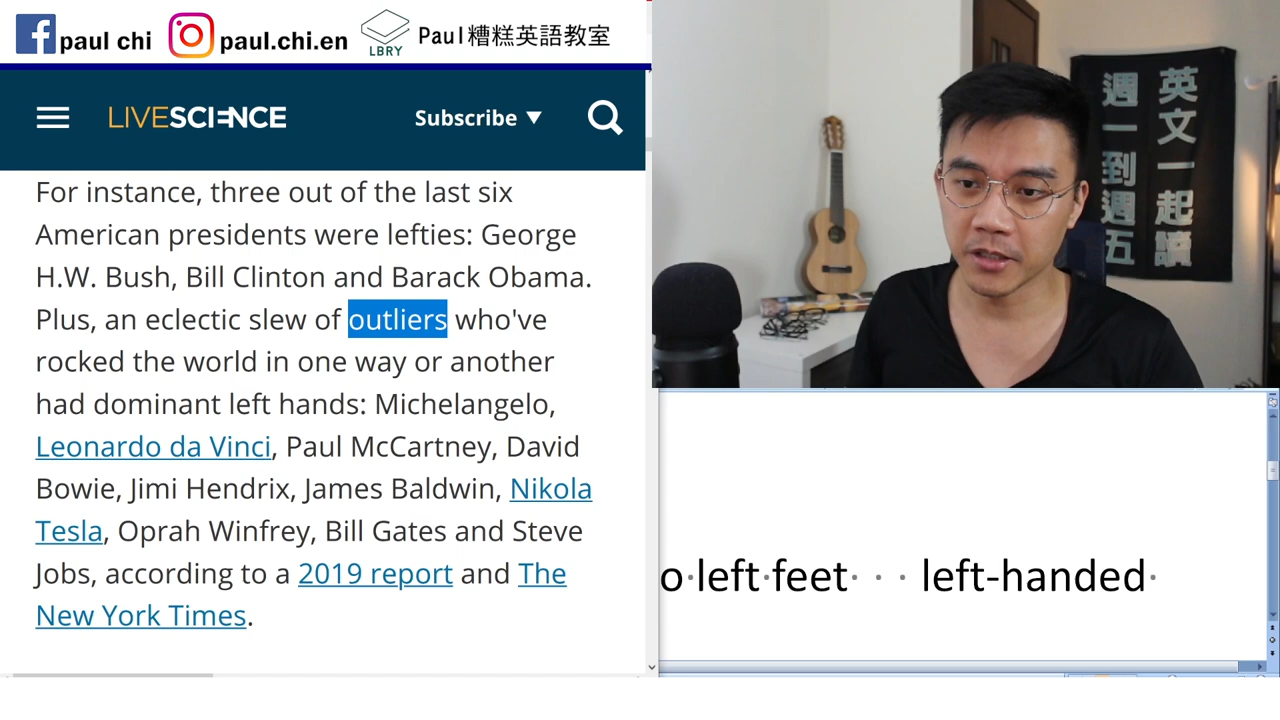 paul chi
paul.chi.en
LBRY
Paul糟糕英語教室
LIVESCIENCE
Subscribe
For instance, three out of the last six
American presidents were lefties: George
H.W. Bush, Bill Clinton and Barack Obama.
Plus, an eclectic slew of outliers who've
rocked the world in one way or another
had dominant left hands: Michelangelo,
Leonardo da Vinci, Paul McCartney, David
Bowie, Jimi Hendrix, James Baldwin, Nikola
Tesla, Oprah Winfrey, Bill Gates and Steve
Jobs, according to a 2019 report and The
New York Times.
英文一起讀
週一到週五
o left feet left-handed